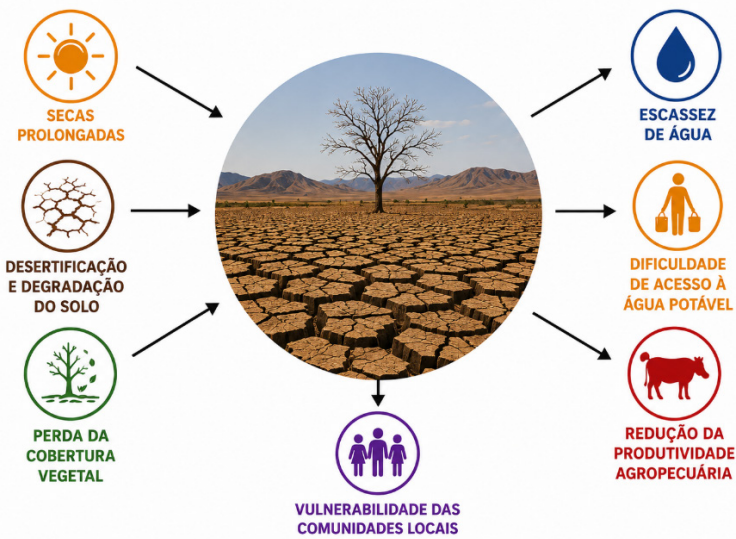 SECAS
PROLONGADAS
DESERTIFICAÇÃO
E DEGRADAÇÃO
DO SOLO
PERDA DA
COBERTURA
VEGETAL
VULNERABILIDADE DAS
COMUNIDADES LOCAIS
ESCASSEZ
DE ÁGUA
DIFICULDADE
DE ACESSO À
ÁGUA POTÁVEL
REDUÇÃO DA
PRODUTIVIDADE
AGROPECUÁRIA